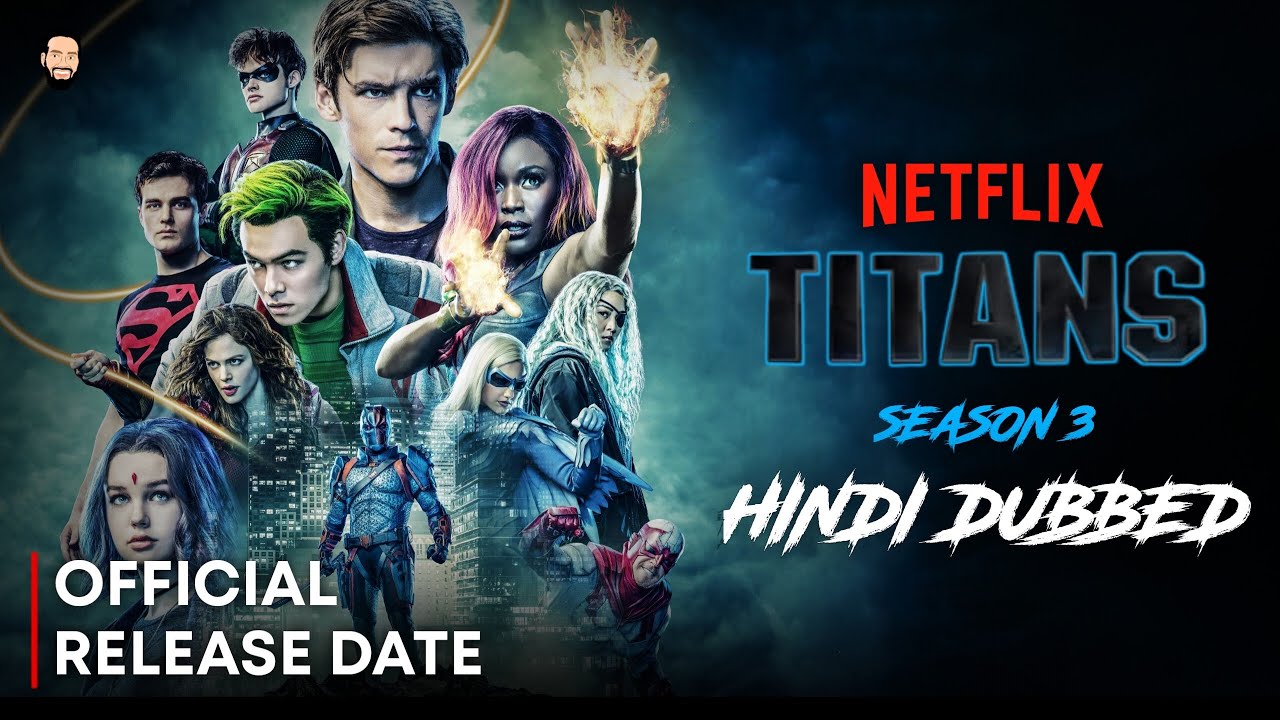 NETFLIX
TITANS
SEASON 3
HINDI DUBBED
OFFICIAL
RELEASE DATE